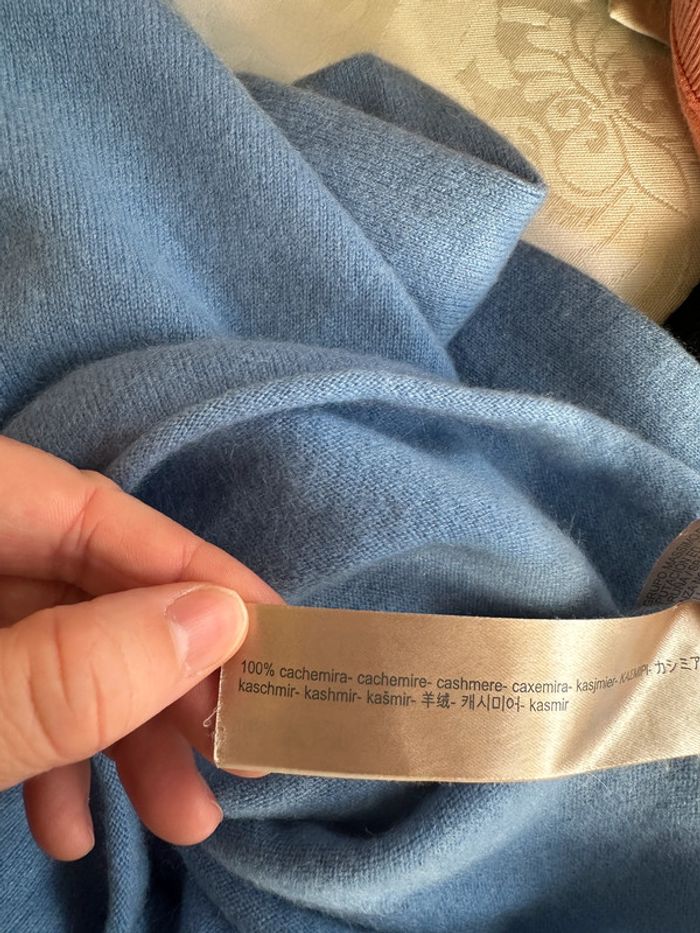 100% cachemira- cachemire- cashmere- caxemira- kasjmier- КАЕМІРІ- カシミア
kaschmir- kashmir- kašmir- 羊绒- 캐시미어- kasmir